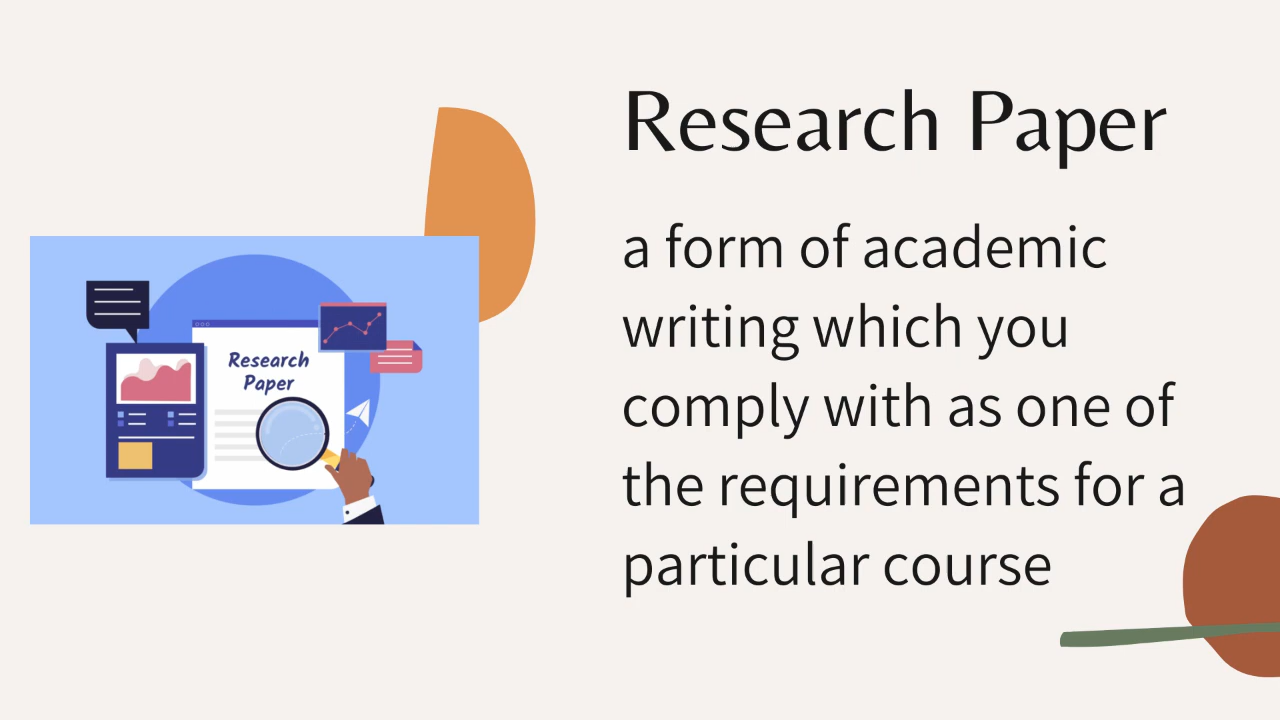 Research Paper
a form of academic
writing which you
comply with as one of
the requirements for a
particular course
Research
Paper